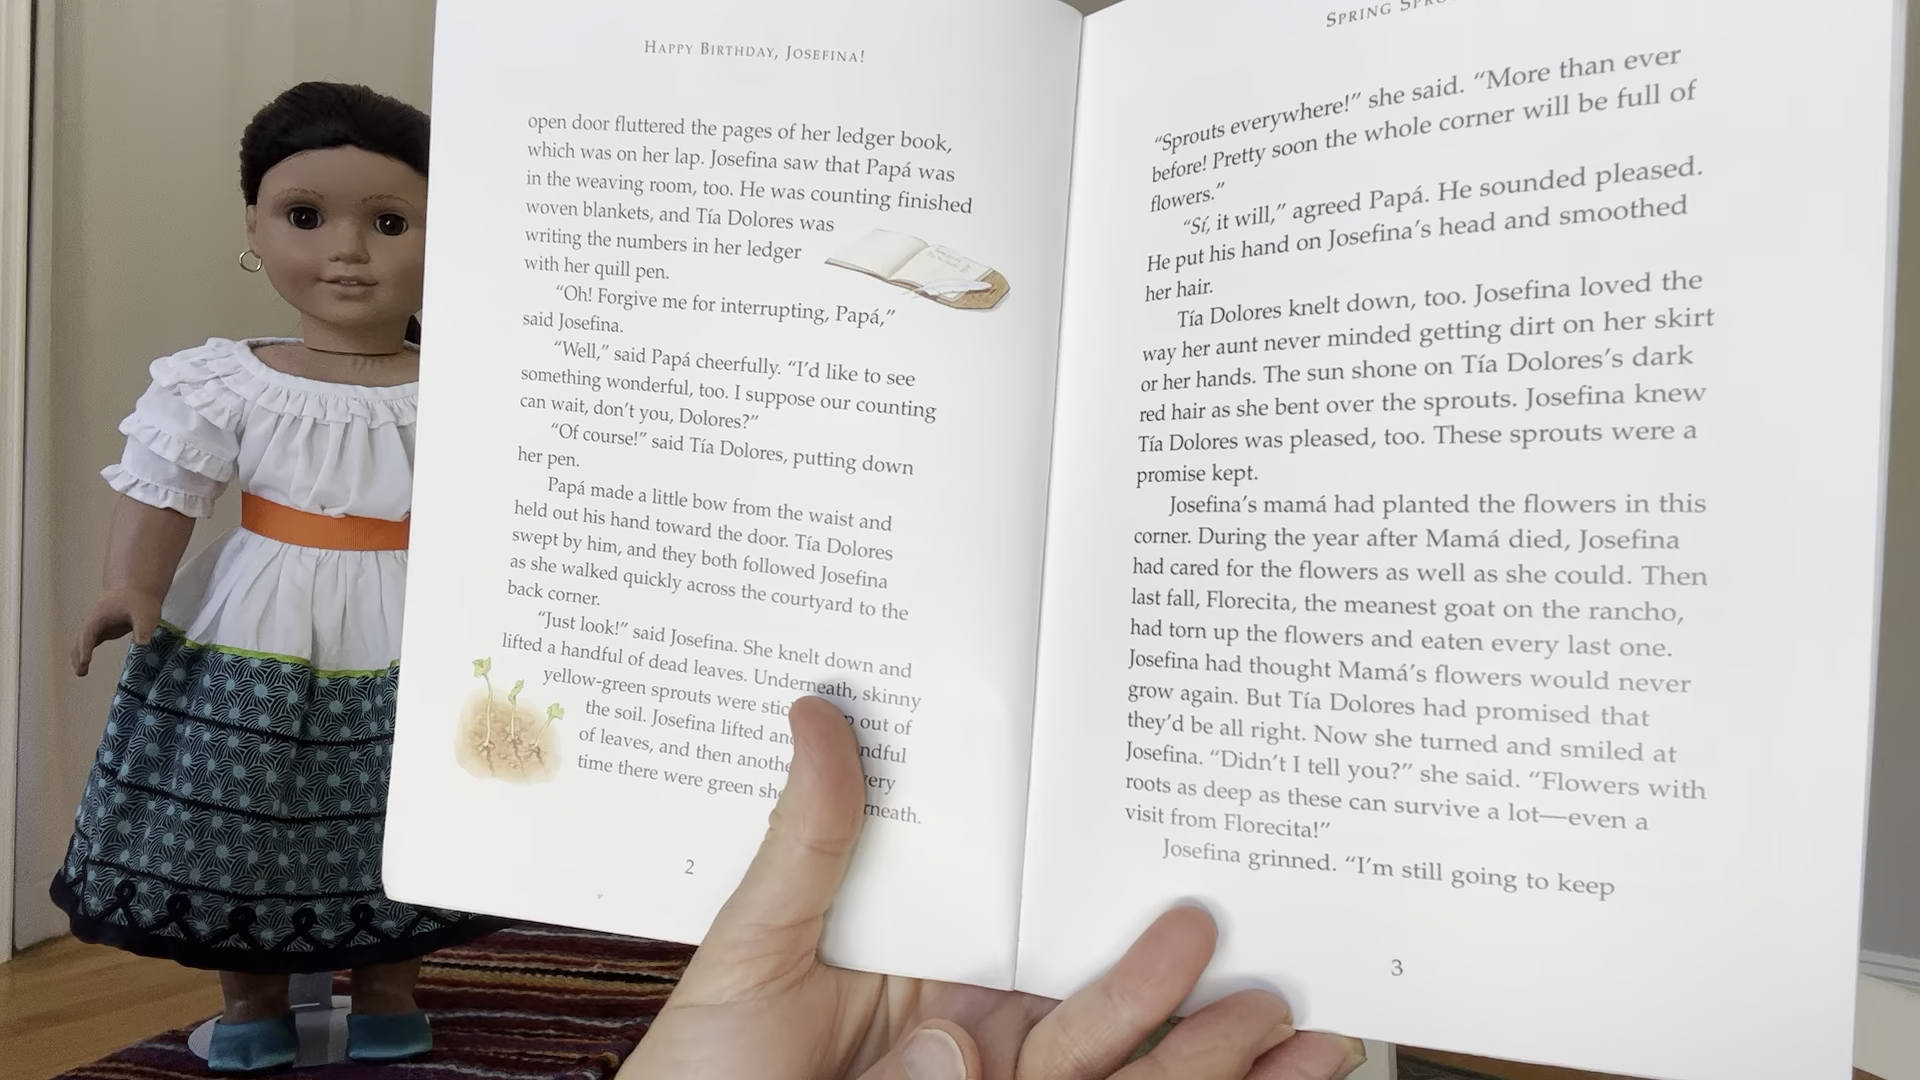 HAPPY BIRTHDAY, JOSEFINA!
open door fluttered the pages of her ledger book,
which was on her lap. Josefina saw that Papá was
in the weaving room, too. He was counting finished
woven blankets, and Tía Dolores was
writing the numbers in her ledger
with her quill pen.
“Oh! Forgive me for interrupting, Papá,”
said Josefina.
“Well,” said Papá cheerfully. “I’d like to see
something wonderful, too. I suppose our counting
can wait, don’t you, Dolores?”
“Of course!” said Tía Dolores, putting down
her pen.
Papá made a little bow from the waist and
held out his hand toward the door. Tía Dolores
swept by him, and they both followed Josefina
as she walked quickly across the courtyard to the
back corner.
“Just look!” said Josefina. She knelt down and
lifted a handful of dead leaves. Underneath, skinny
yellow-green sprouts were out of
the soil. Josefina lifted
of leaves, and then
time there were green
2
SPRING
“Sprouts everywhere!” she said. “More than ever
before! Pretty soon the whole corner will be full of
flowers.”
“Sí, it will,” agreed Papá. He sounded pleased.
He put his hand on Josefina’s head and smoothed
her hair.
Tía Dolores knelt down, too. Josefina loved the
way her aunt never minded getting dirt on her skirt
or her hands. The sun shone on Tía Dolores’s dark
red hair as she bent over the sprouts. Josefina knew
Tía Dolores was pleased, too. These sprouts were a
promise kept.
Josefina’s mamá had planted the flowers in this
corner. During the year after Mamá died, Josefina
had cared for the flowers as well as she could. Then
last fall, Florecita, the meanest goat on the rancho,
had torn up the flowers and eaten every last one.
Josefina had thought Mamá’s flowers would never
grow again. But Tía Dolores had promised that
they’d be all right. Now she turned and smiled at
Josefina. “Didn’t I tell you?” she said. “Flowers with
roots as deep as these can survive a lot—even a
visit from Florecita!”
Josefina grinned. “I’m still going to keep
3